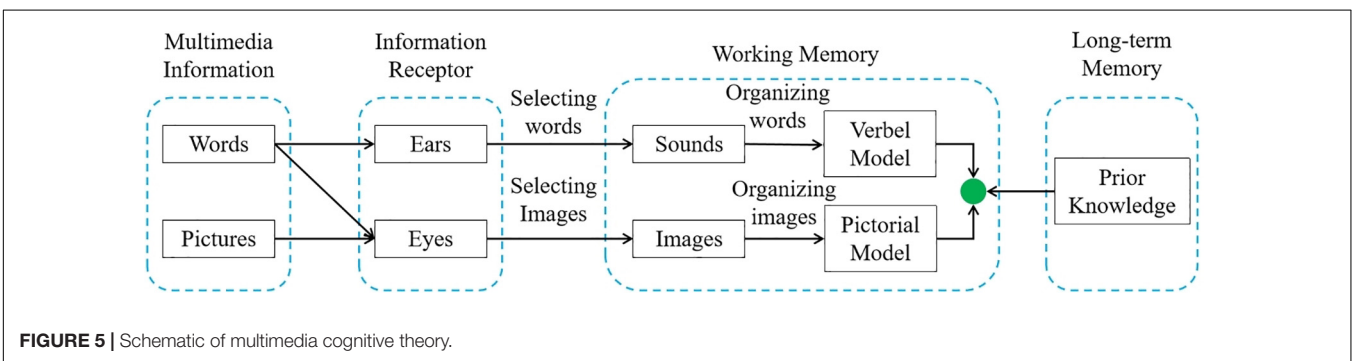 Multimedia
Information
Information
Receptor
Working Memory
Long-term
Memory
Words
Pictures
Ears
Eyes
Selecting
words
Selecting
Images
Sounds
Images
Organizing
words
Organizing
images
Verbel
Model
Pictorial
Model
Prior
Knowledge
FIGURE 5 | Schematic of multimedia cognitive theory.